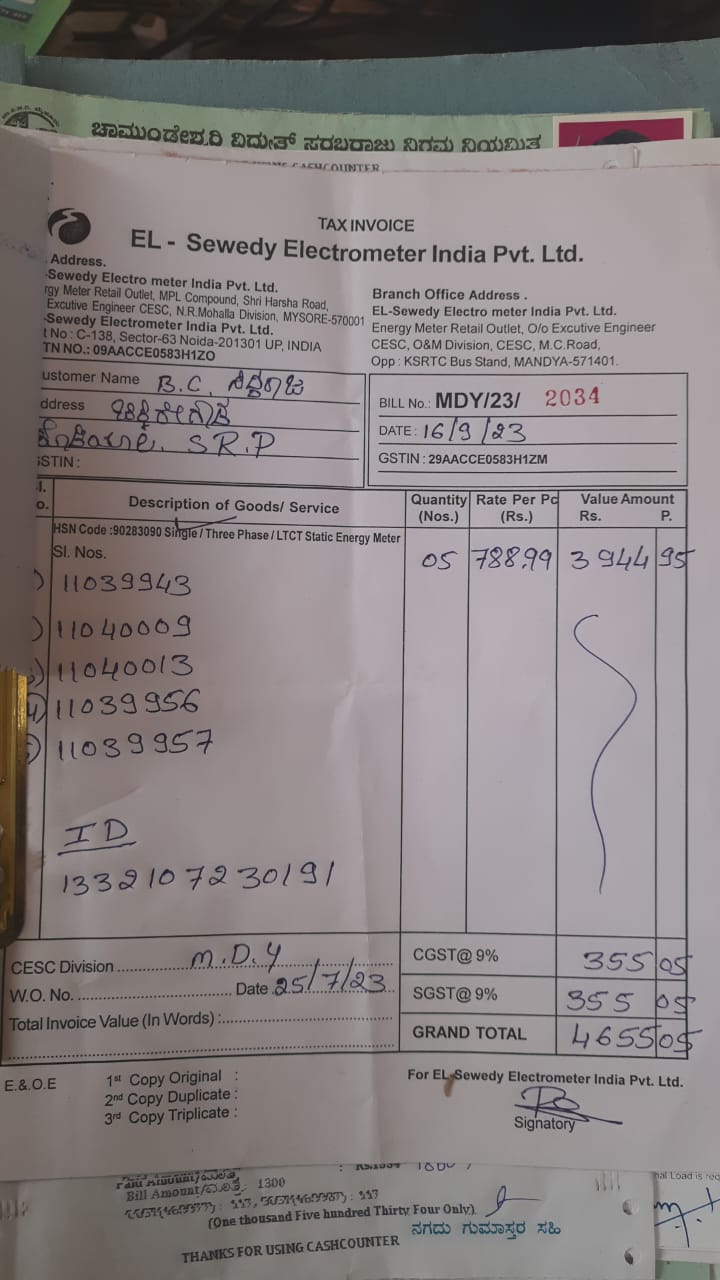 ಚಾಮುಂಡೇಶ್ವರಿ ವಿದ್ಯುತ್ ಸರಬರಾಜು ನಿಗಮ ನಿಯಮಿತ
CASHCOUNTER
TAX INVOICE
EL - Sewedy Electrometer India Pvt. Ltd.
Address.
-Sewedy Electro meter India Pvt. Ltd.
rgy Meter Retail Outlet, MPL Compound, Shri Harsha Road,
Excutive Engineer CESC, N.R.Mohalla Division, MYSORE-570001
-Sewedy Electrometer India Pvt. Ltd.
t No : C-138, Sector-63 Noida-201301 UP, INDIA
TN NO.: 09AACCE0583H1ZO
Branch Office Address .
EL-Sewedy Electro meter India Pvt. Ltd.
Energy Meter Retail Outlet, O/o Excutive Engineer
CESC, O&M Division, CESC, M.C.Road,
Opp : KSRTC Bus Stand, MANDYA-571401.
ustomer Name B.C. ಸಿದ್ದರಾಜು
ddress
S.R.P
GSTIN :
BILL No.: MDY/23/ 2034
DATE : 16/9/23
GSTIN : 29AACCE0583H1ZM
Sl. No. Description of Goods/ Service Quantity (Nos.) Rate Per Pc (Rs.) Value Amount Rs. P.
HSN Code :90283090 Single / Three Phase / LTCT Static Energy Meter
Sl. Nos. 05 788.99 3944 95
) 11039943
) 11040009
3) 11040013
4) 11039956
5) 11039957
ID
1332107230191
CESC Division M.D.Y
W.O. No. Date 25/7/23
Total Invoice Value (In Words) :
CGST@ 9% 355 05
SGST@ 9% 355 05
GRAND TOTAL 4655 05
E.&.O.E
1st Copy Original :
2nd Copy Duplicate :
3rd Copy Triplicate :
For EL-Sewedy Electrometer India Pvt. Ltd.
Signatory
Bill Amount/ಮೊತ್ತ : 1300
(One thousand Five hundred Thirty Four Only)
ನಗದು ಗುಮಾಸ್ತರ ಸಹಿ
THANKS FOR USING CASHCOUNTER